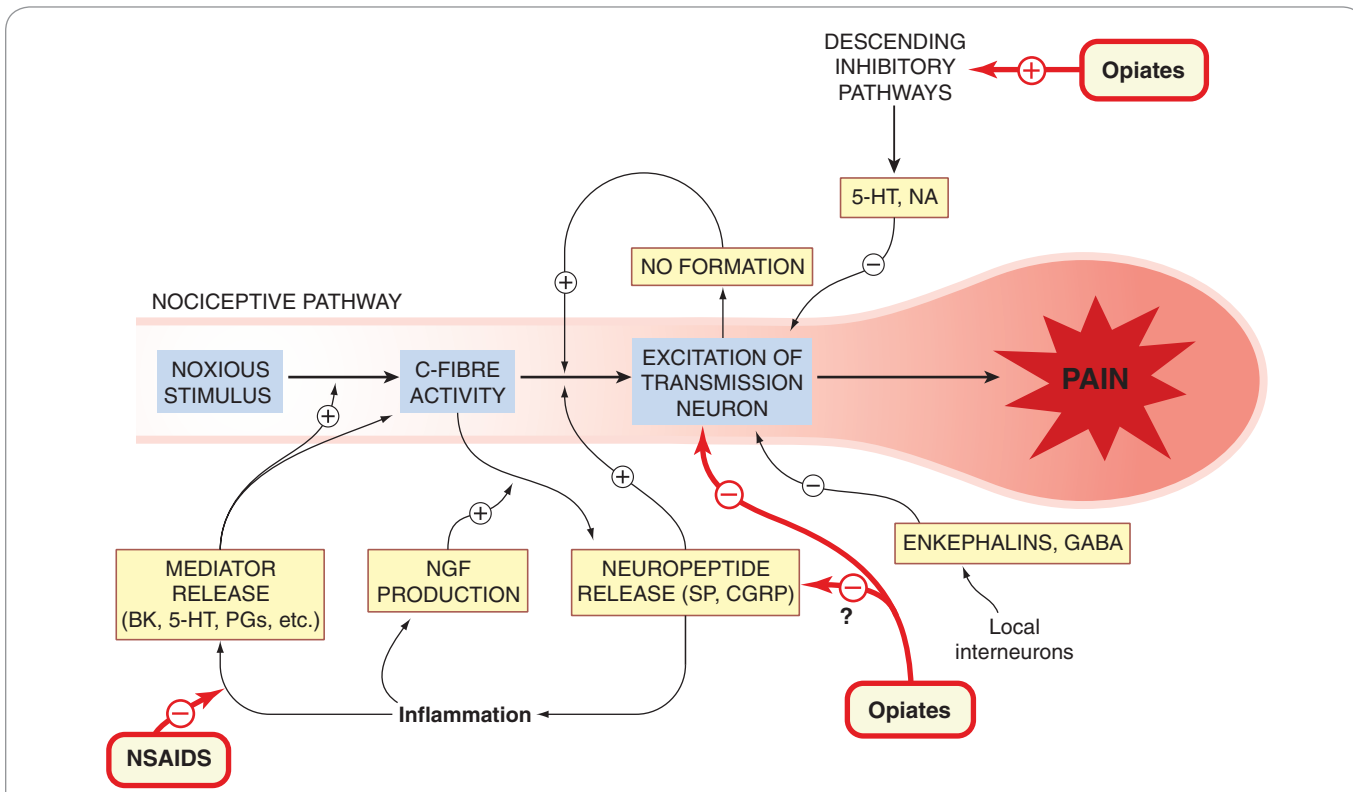 DESCENDING
INHIBITORY
PATHWAYS
+
Opiates
5-HT, NA
−
NO FORMATION
+
NOCICEPTIVE PATHWAY
NOXIOUS
STIMULUS
C-FIBRE
ACTIVITY
EXCITATION OF
TRANSMISSION
NEURON
PAIN
+
+
−
−
+
MEDIATOR
RELEASE
(BK, 5-HT, PGs, etc.)
NGF
PRODUCTION
NEUROPEPTIDE
RELEASE (SP, CGRP)
−
?
ENKEPHALINS, GABA
Local
interneurons
Inflammation
Opiates
−
NSAIDS